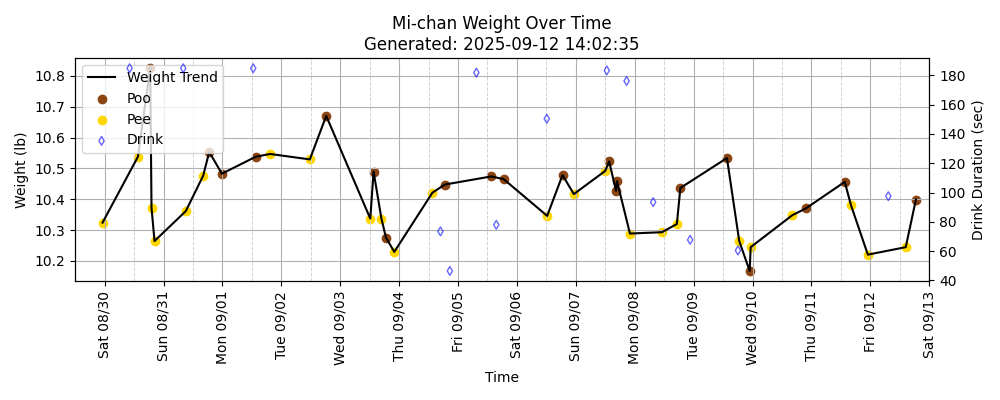 Mi-chan Weight Over Time
Generated: 2025-09-12 14:02:35
Weight Trend
Poo
Pee
Drink
Weight (lb)
10.8
10.7
10.6
10.5
10.4
10.3
10.2
Drink Duration (sec)
180
160
140
120
100
80
60
40
Sat 08/30
Sun 08/31
Mon 09/01
Tue 09/02
Wed 09/03
Thu 09/04
Fri 09/05
Sat 09/06
Sun 09/07
Mon 09/08
Tue 09/09
Wed 09/10
Thu 09/11
Fri 09/12
Sat 09/13
Time